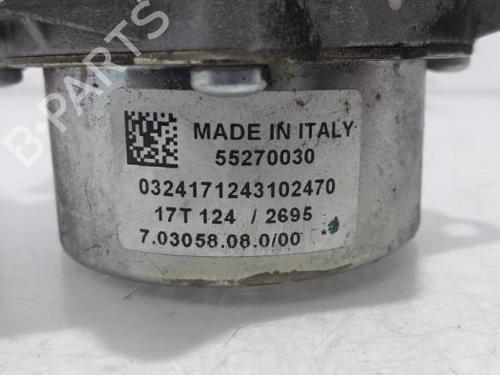 B-PARTS
MADE IN ITALY
55270030
0324171243102470
17T 124 / 2695
7.03058.08.0/00